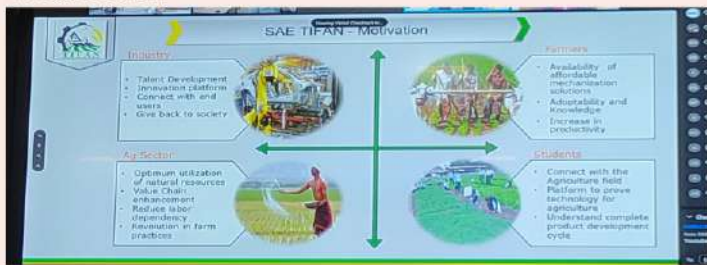 TIFAN
SAE TIFAN - Motivation
Industry
• Talent Development
• Innovation platform
• Connect with end
users
• Give back to society
Farmers
• Availability of
affordable
mechanization
solutions
• Adoptability and
Knowledge
• Increase in
productivity
Ag Sector
• Optimum utilization
of natural resources
• Value Chain
enhancement
• Reduce labor
dependency
• Revolution in farm
practices
Students
• Connect with the
Agriculture field
• Platform to prove
technology for
agriculture
• Understand complete
product development
cycle